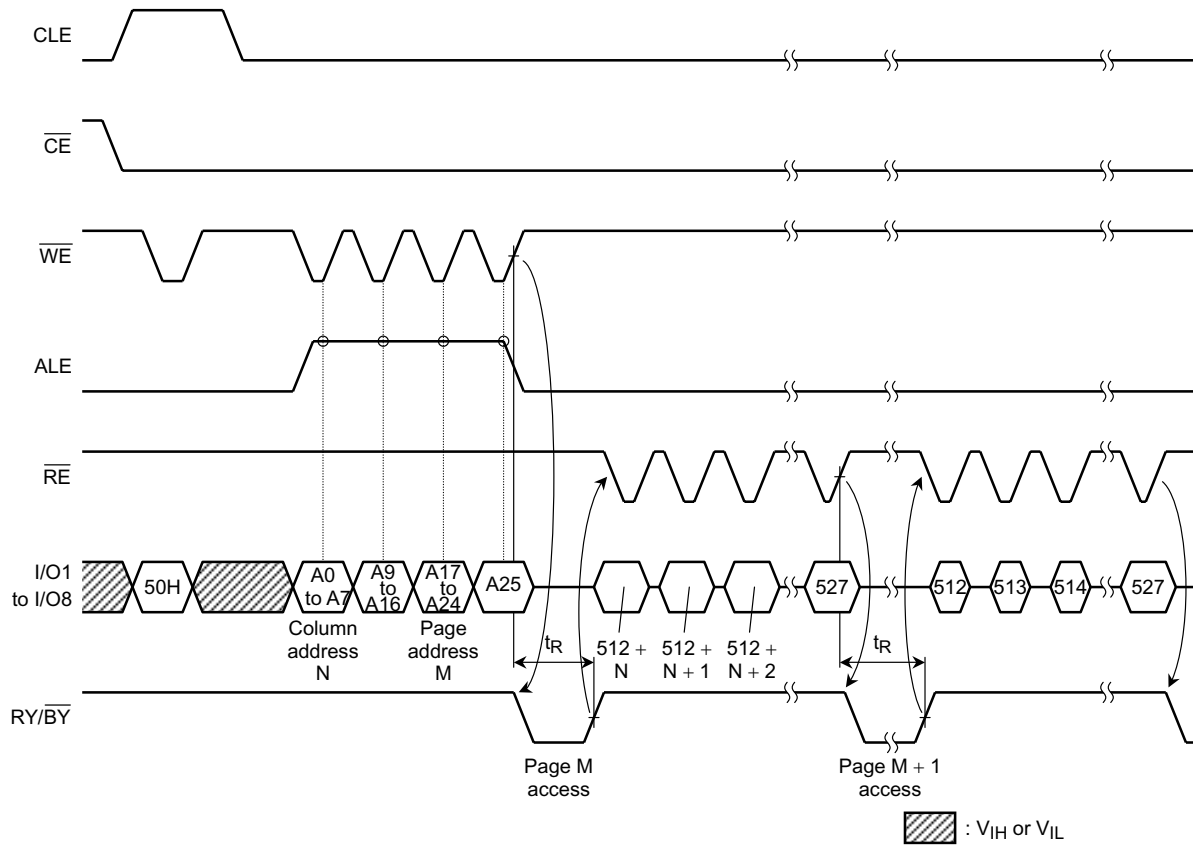 CLE
CE
WE
ALE
RE
I/O1
to I/O8
50H
A0
to A7
A9
to
A16
A17
to
A24
A25
527
512
513
514
527
Column
address
N
Page
address
M
tR
512 +
N
512 +
N + 1
512 +
N + 2
tR
RY/BY
Page M
access
Page M + 1
access
: VIH or VIL